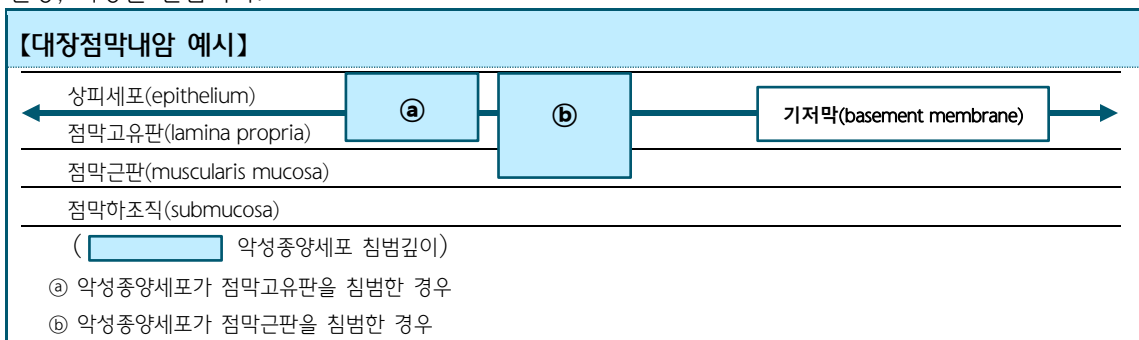 【대장점막내암 예시】
상피세포(epithelium)
ⓐ
ⓑ
기저막(basement membrane)
점막고유판(lamina propria)
점막근판(muscularis mucosa)
점막하조직(submucosa)
( 악성종양세포 침범깊이)
ⓐ 악성종양세포가 점막고유판을 침범한 경우
ⓑ 악성종양세포가 점막근판을 침범한 경우